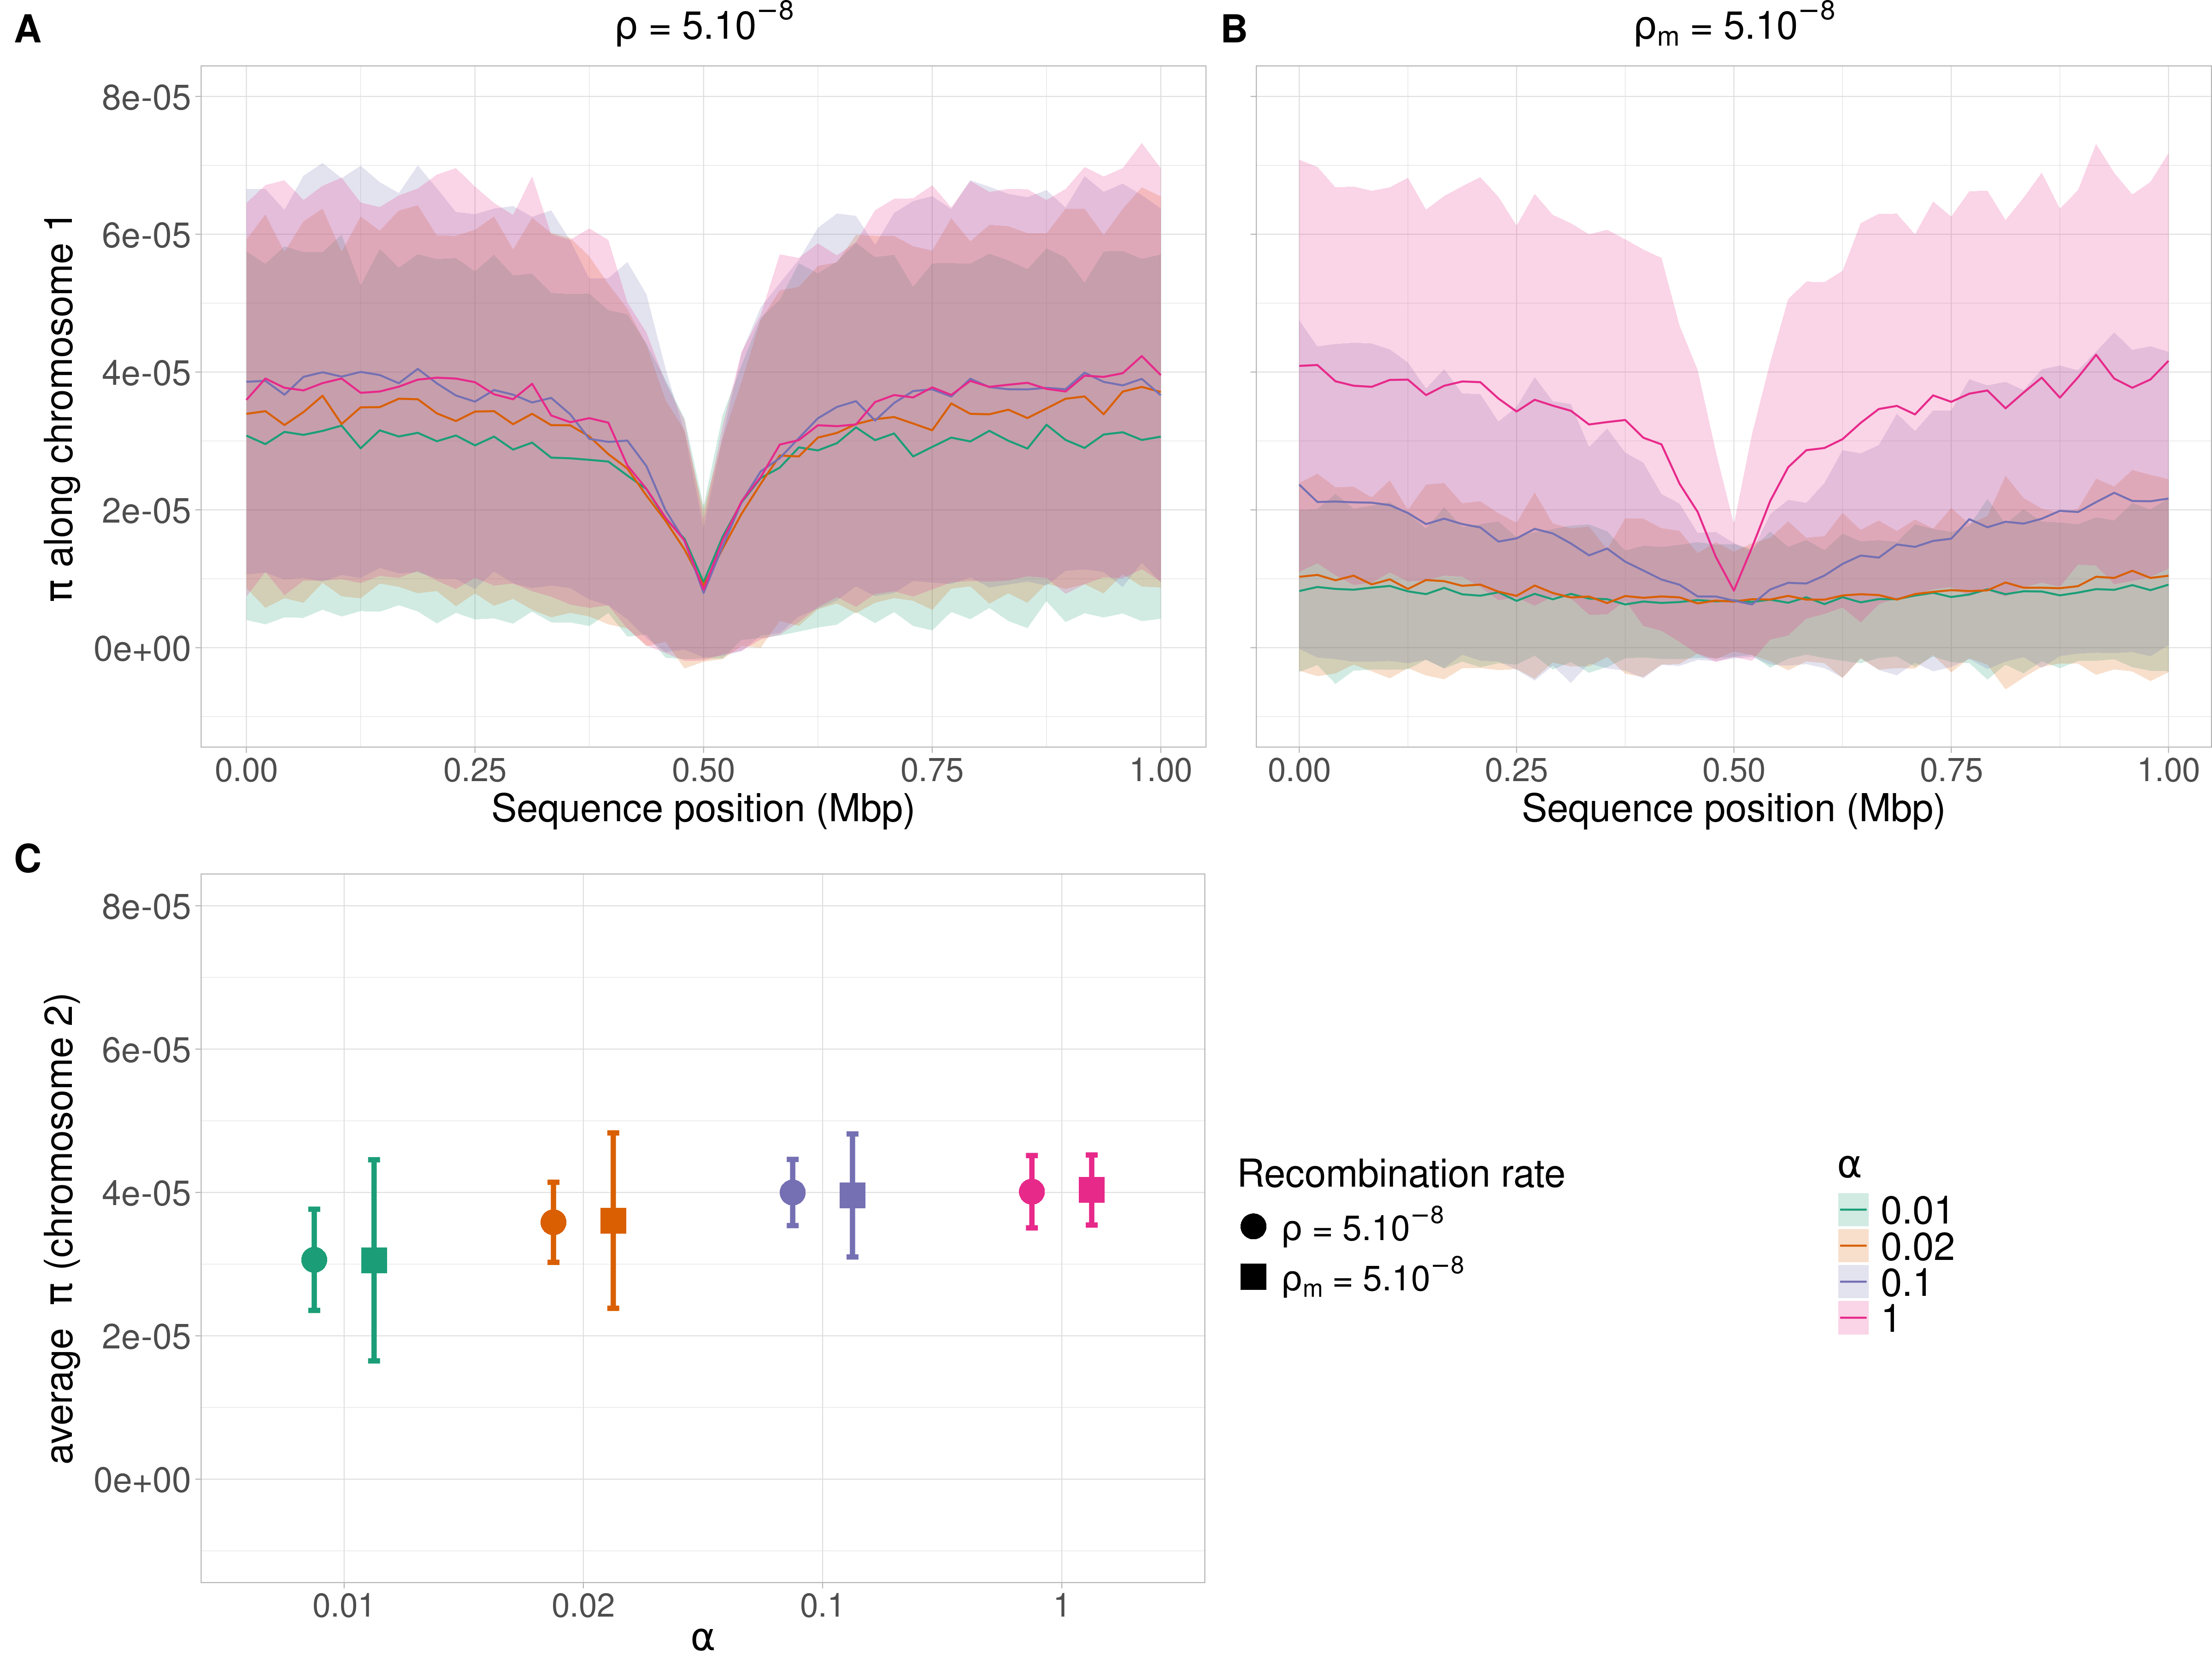 A
ρ = 5.10⁻⁸
B
ρₘ = 5.10⁻⁸
π along chromosome 1
8e-05
6e-05
4e-05
2e-05
0e+00
0.00 0.25 0.50 0.75 1.00
0.00 0.25 0.50 0.75 1.00
Sequence position (Mbp)
Sequence position (Mbp)
C
average π (chromosome 2)
8e-05
6e-05
4e-05
2e-05
0e+00
0.01 0.02 0.1 1
α
Recombination rate
ρ = 5.10⁻⁸
ρₘ = 5.10⁻⁸
α
0.01
0.02
0.1
1